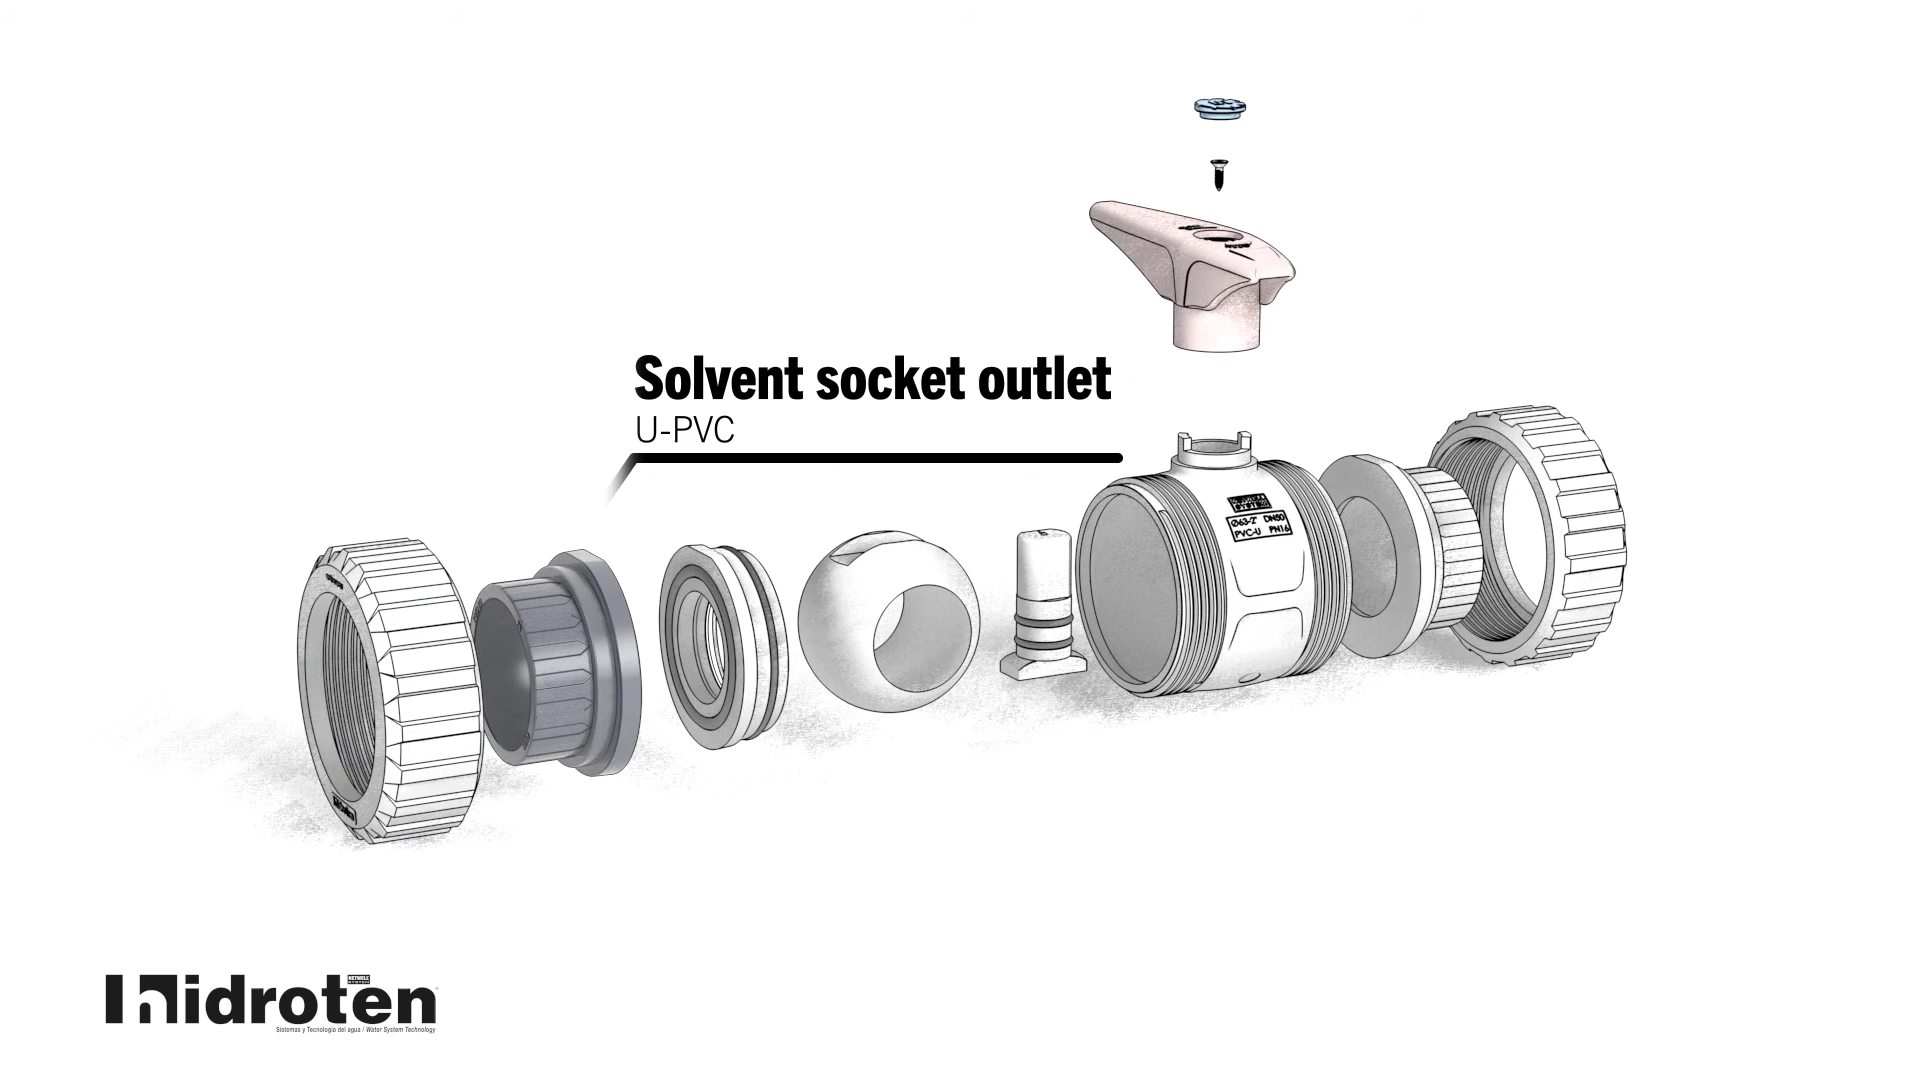 Solvent socket outlet
U-PVC
Ø63-2" DN50
PVC-U PN16
hidroten
Sistemas y Tecnología del agua / Water System Technology